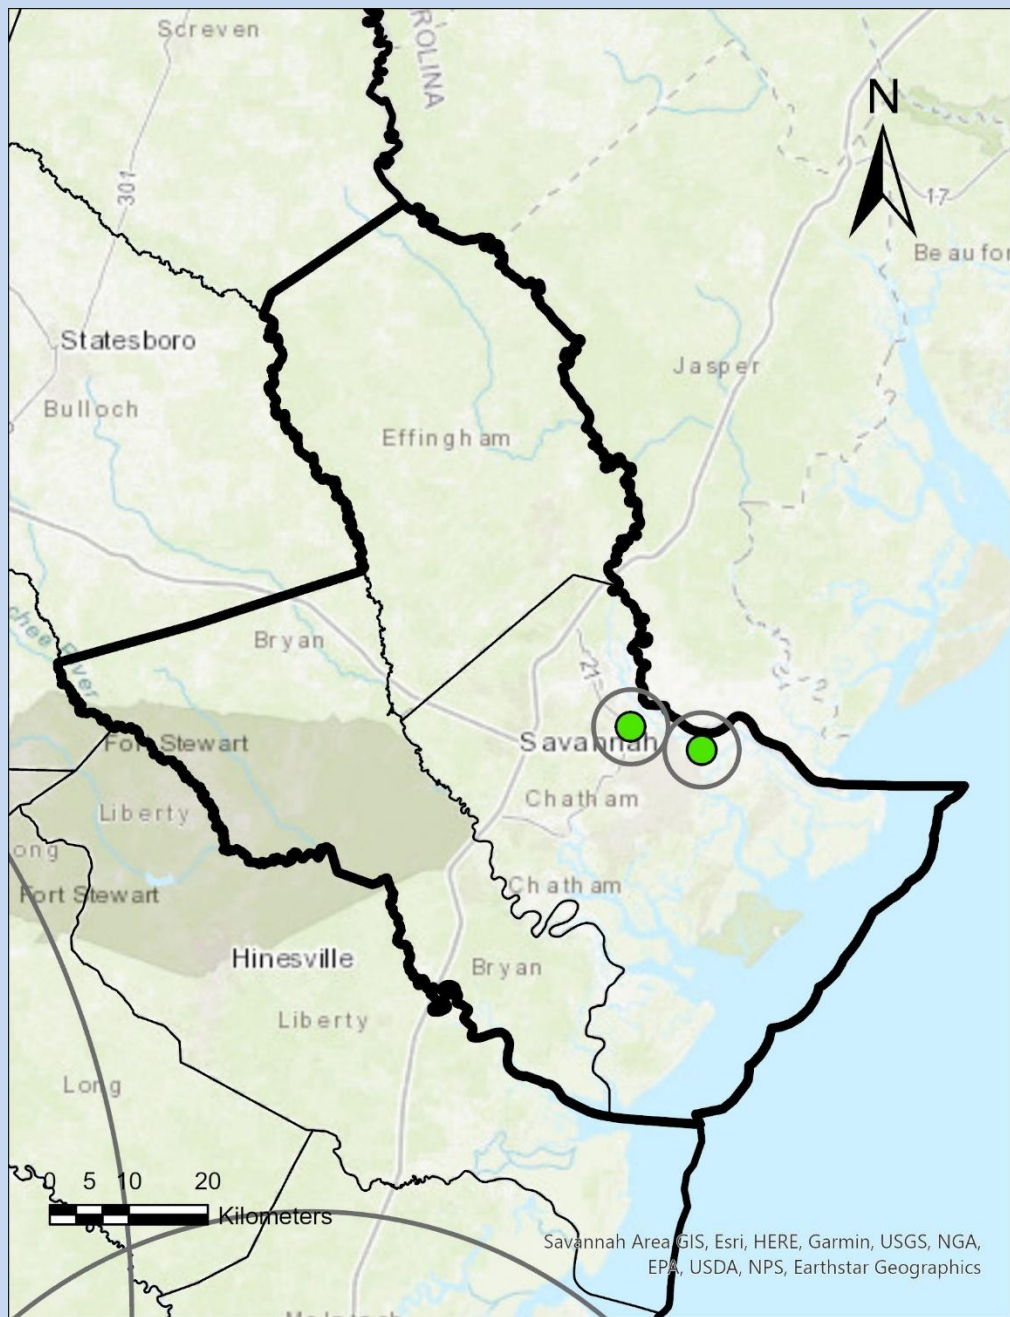 Screven
ROLINA
N
301
17
Beaufor
Statesboro
Jasper
Bulloch
Effingham
Bryan
cheeRiver
21
Fort Stewart
Savannah
Chatham
Liberty
ong
Chatham
Fort Stewart
Hinesville
Bryan
Liberty
Long
0 5 10 20
Kilometers
Savannah Area GIS, Esri, HERE, Garmin, USGS, NGA,
EPA, USDA, NPS, Earthstar Geographics